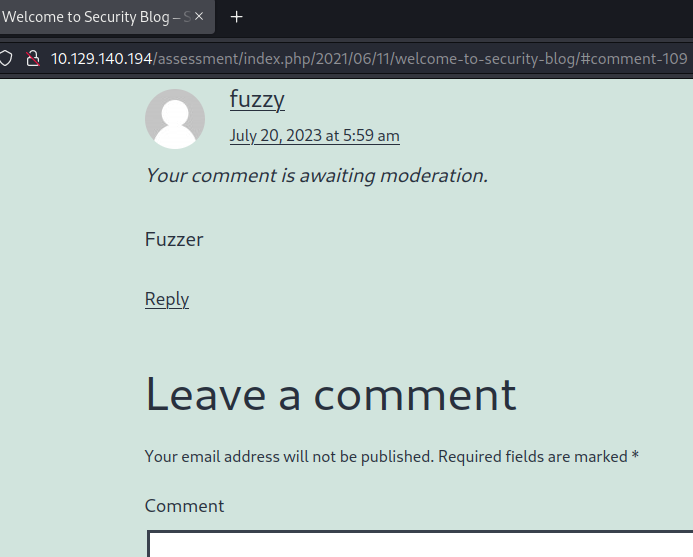 Welcome to Security Blog – S
10.129.140.194/assessment/index.php/2021/06/11/welcome-to-security-blog/#comment-109
fuzzy
July 20, 2023 at 5:59 am
Your comment is awaiting moderation.
Fuzzer
Reply
Leave a comment
Your email address will not be published. Required fields are marked *
Comment